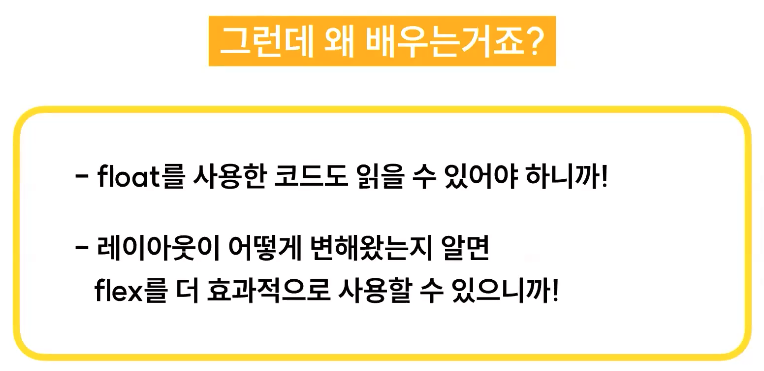 그런데 왜 배우는거죠?
- float를 사용한 코드도 읽을 수 있어야 하니까!
- 레이아웃이 어떻게 변해왔는지 알면
flex를 더 효과적으로 사용할 수 있으니까!